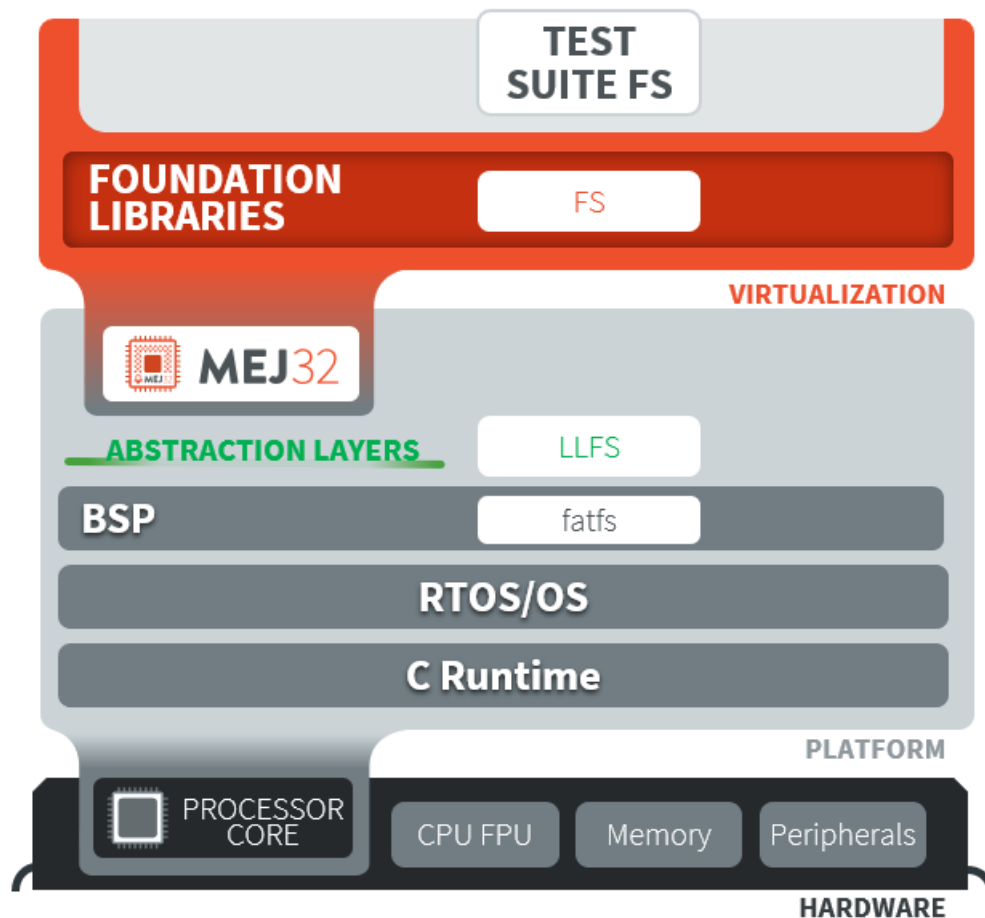 TEST
SUITE FS
FOUNDATION
LIBRARIES
FS
VIRTUALIZATION
MEJ32
MEJ32
ABSTRACTION LAYERS
LLFS
BSP
fatfs
RTOS/OS
C Runtime
PLATFORM
PROCESSOR
CORE
CPU FPU
Memory
Peripherals
HARDWARE